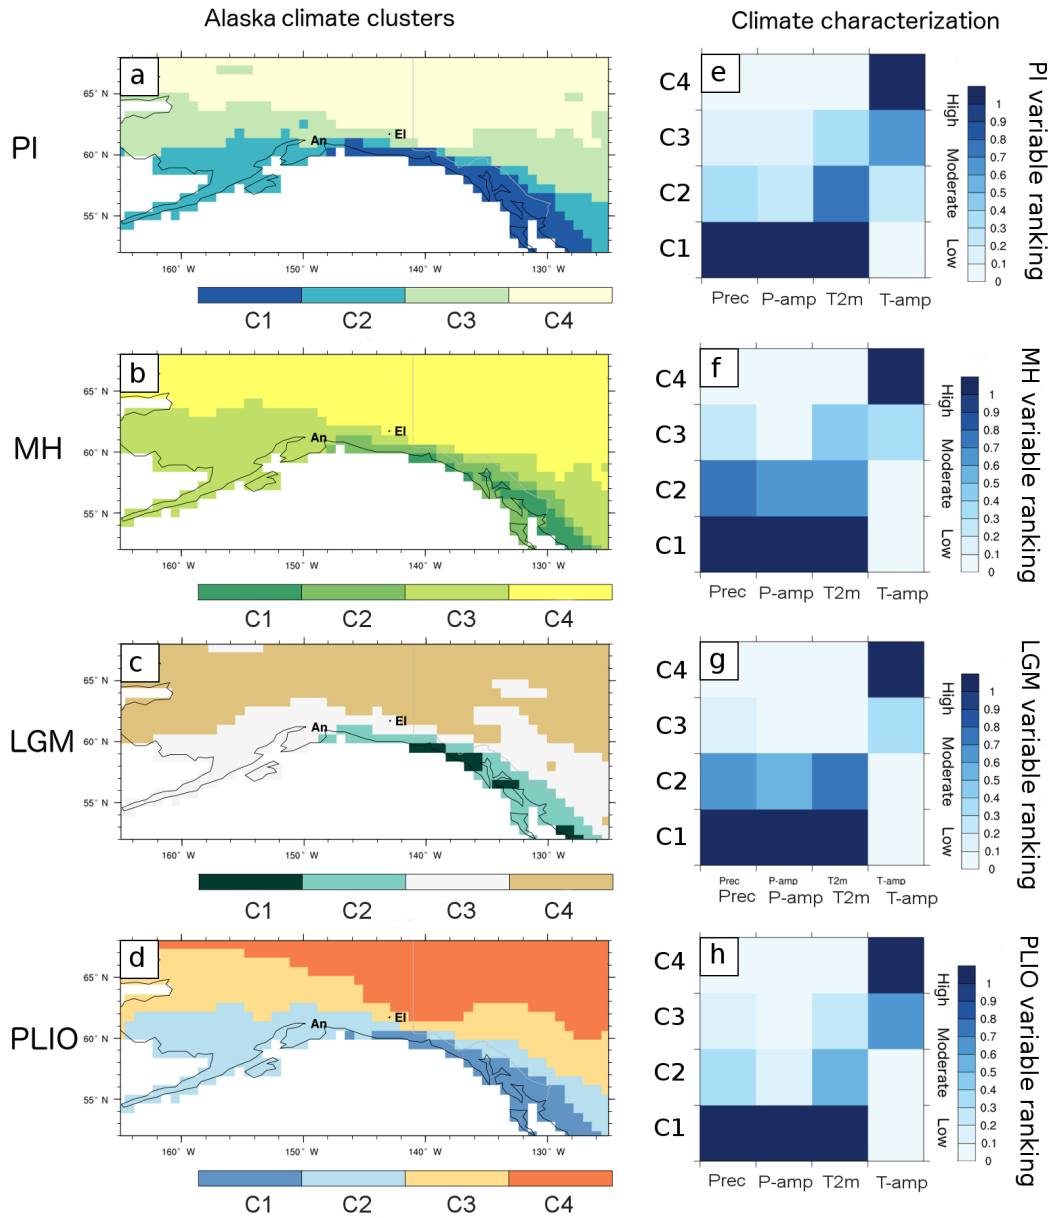 Alaska climate clusters
Climate characterization
PI
a
65° N
60° N
55° N
An
El
160° W
150° W
140° W
130° W
C1 C2 C3 C4
e
C4
C3
C2
C1
Prec P-amp T2m T-amp
High
Moderate
Low
1
0.9
0.8
0.7
0.6
0.5
0.4
0.3
0.2
0.1
0
PI variable ranking
MH
b
65° N
60° N
55° N
An
El
160° W
150° W
140° W
130° W
C1 C2 C3 C4
f
C4
C3
C2
C1
Prec P-amp T2m T-amp
High
Moderate
Low
1
0.9
0.8
0.7
0.6
0.5
0.4
0.3
0.2
0.1
0
MH variable ranking
LGM
c
65° N
60° N
55° N
An
El
160° W
150° W
140° W
130° W
C1 C2 C3 C4
g
C4
C3
C2
C1
Prec P-amp T2m T-amp
Prec P-amp T2m T-amp
High
Moderate
Low
1
0.9
0.8
0.7
0.6
0.5
0.4
0.3
0.2
0.1
0
LGM variable ranking
PLIO
d
65° N
60° N
55° N
An
El
160° W
150° W
140° W
130° W
C1 C2 C3 C4
h
C4
C3
C2
C1
Prec P-amp T2m T-amp
High
Moderate
Low
1
0.9
0.8
0.7
0.6
0.5
0.4
0.3
0.2
0.1
0
PLIO variable ranking